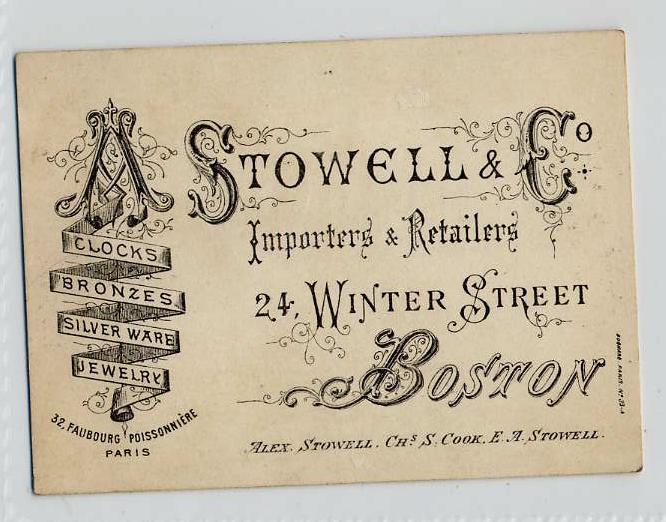 A. STOWELL & Co
Importers & Retailers
24, WINTER STREET
BOSTON
ALEX. STOWELL. CHs S. COOK. E. A. STOWELL.
CLOCKS
BRONZES
SILVER WARE
JEWELRY
32, FAUBOURG POISSONNIÈRE
PARIS